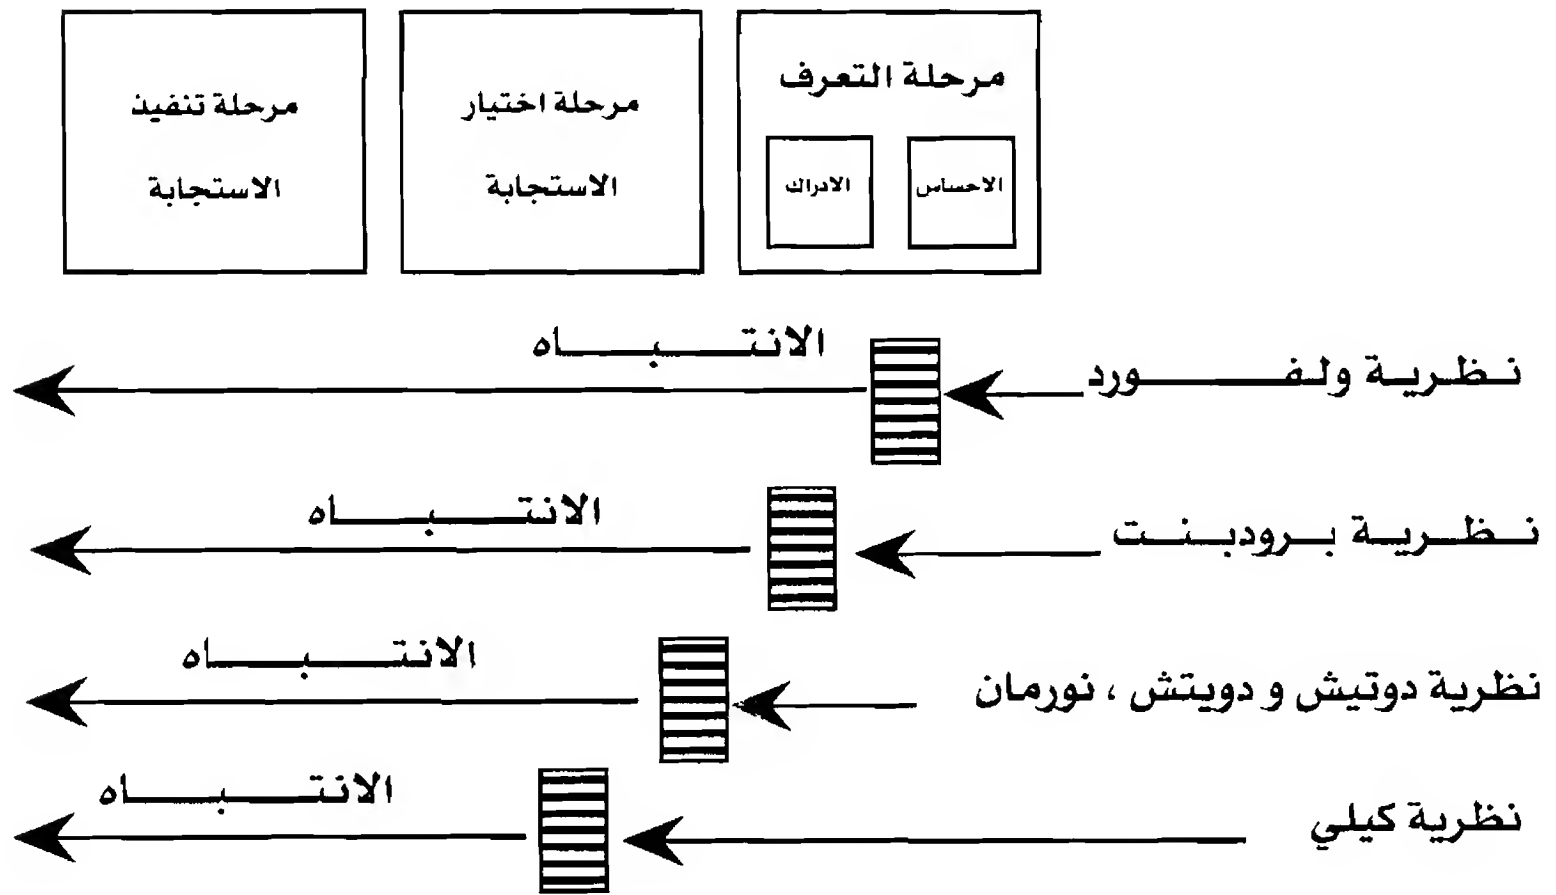 مرحلة التعرف
الاحساس
الادراك
مرحلة اختيار
الاستجابة
مرحلة تنفيذ
الاستجابة
نظرية ولفورد
الانتباه
نظرية برودبنت
الانتباه
نظرية دوتيش و دويتش ، نورمان
الانتباه
نظرية كيلي
الانتباه